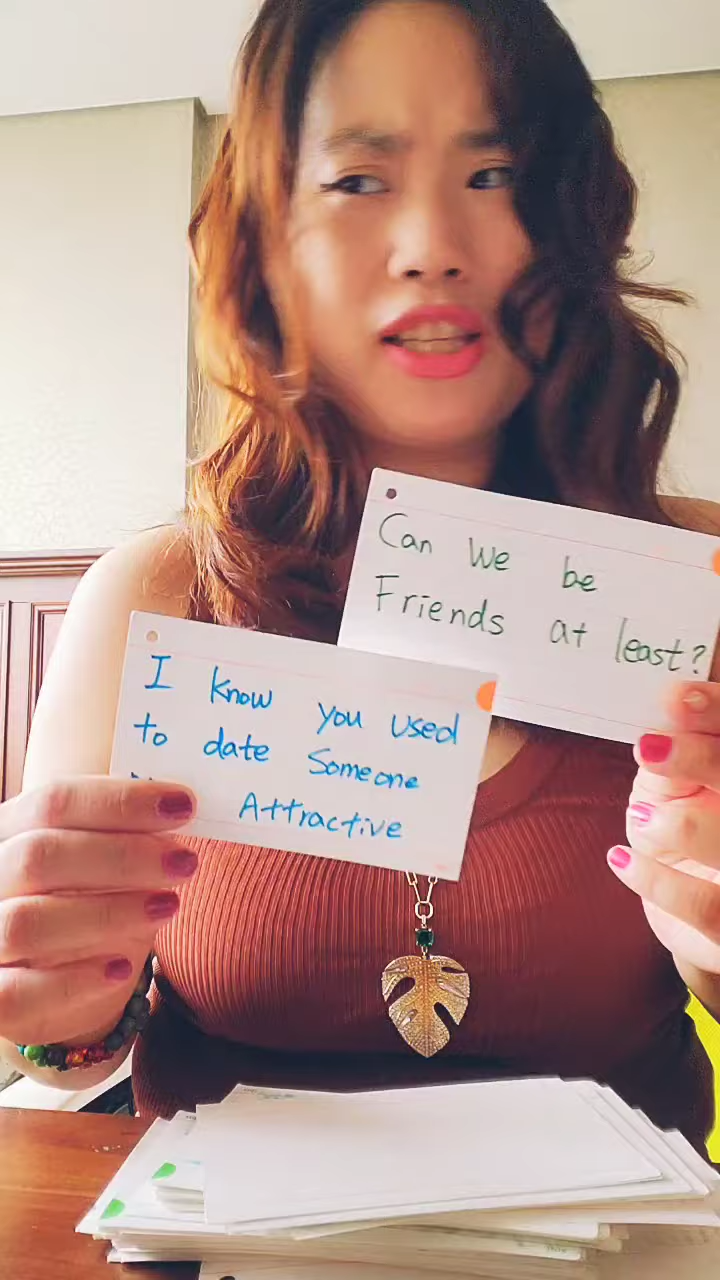 Can We be
Friends at least?
I know you used
to date Someone
Attractive